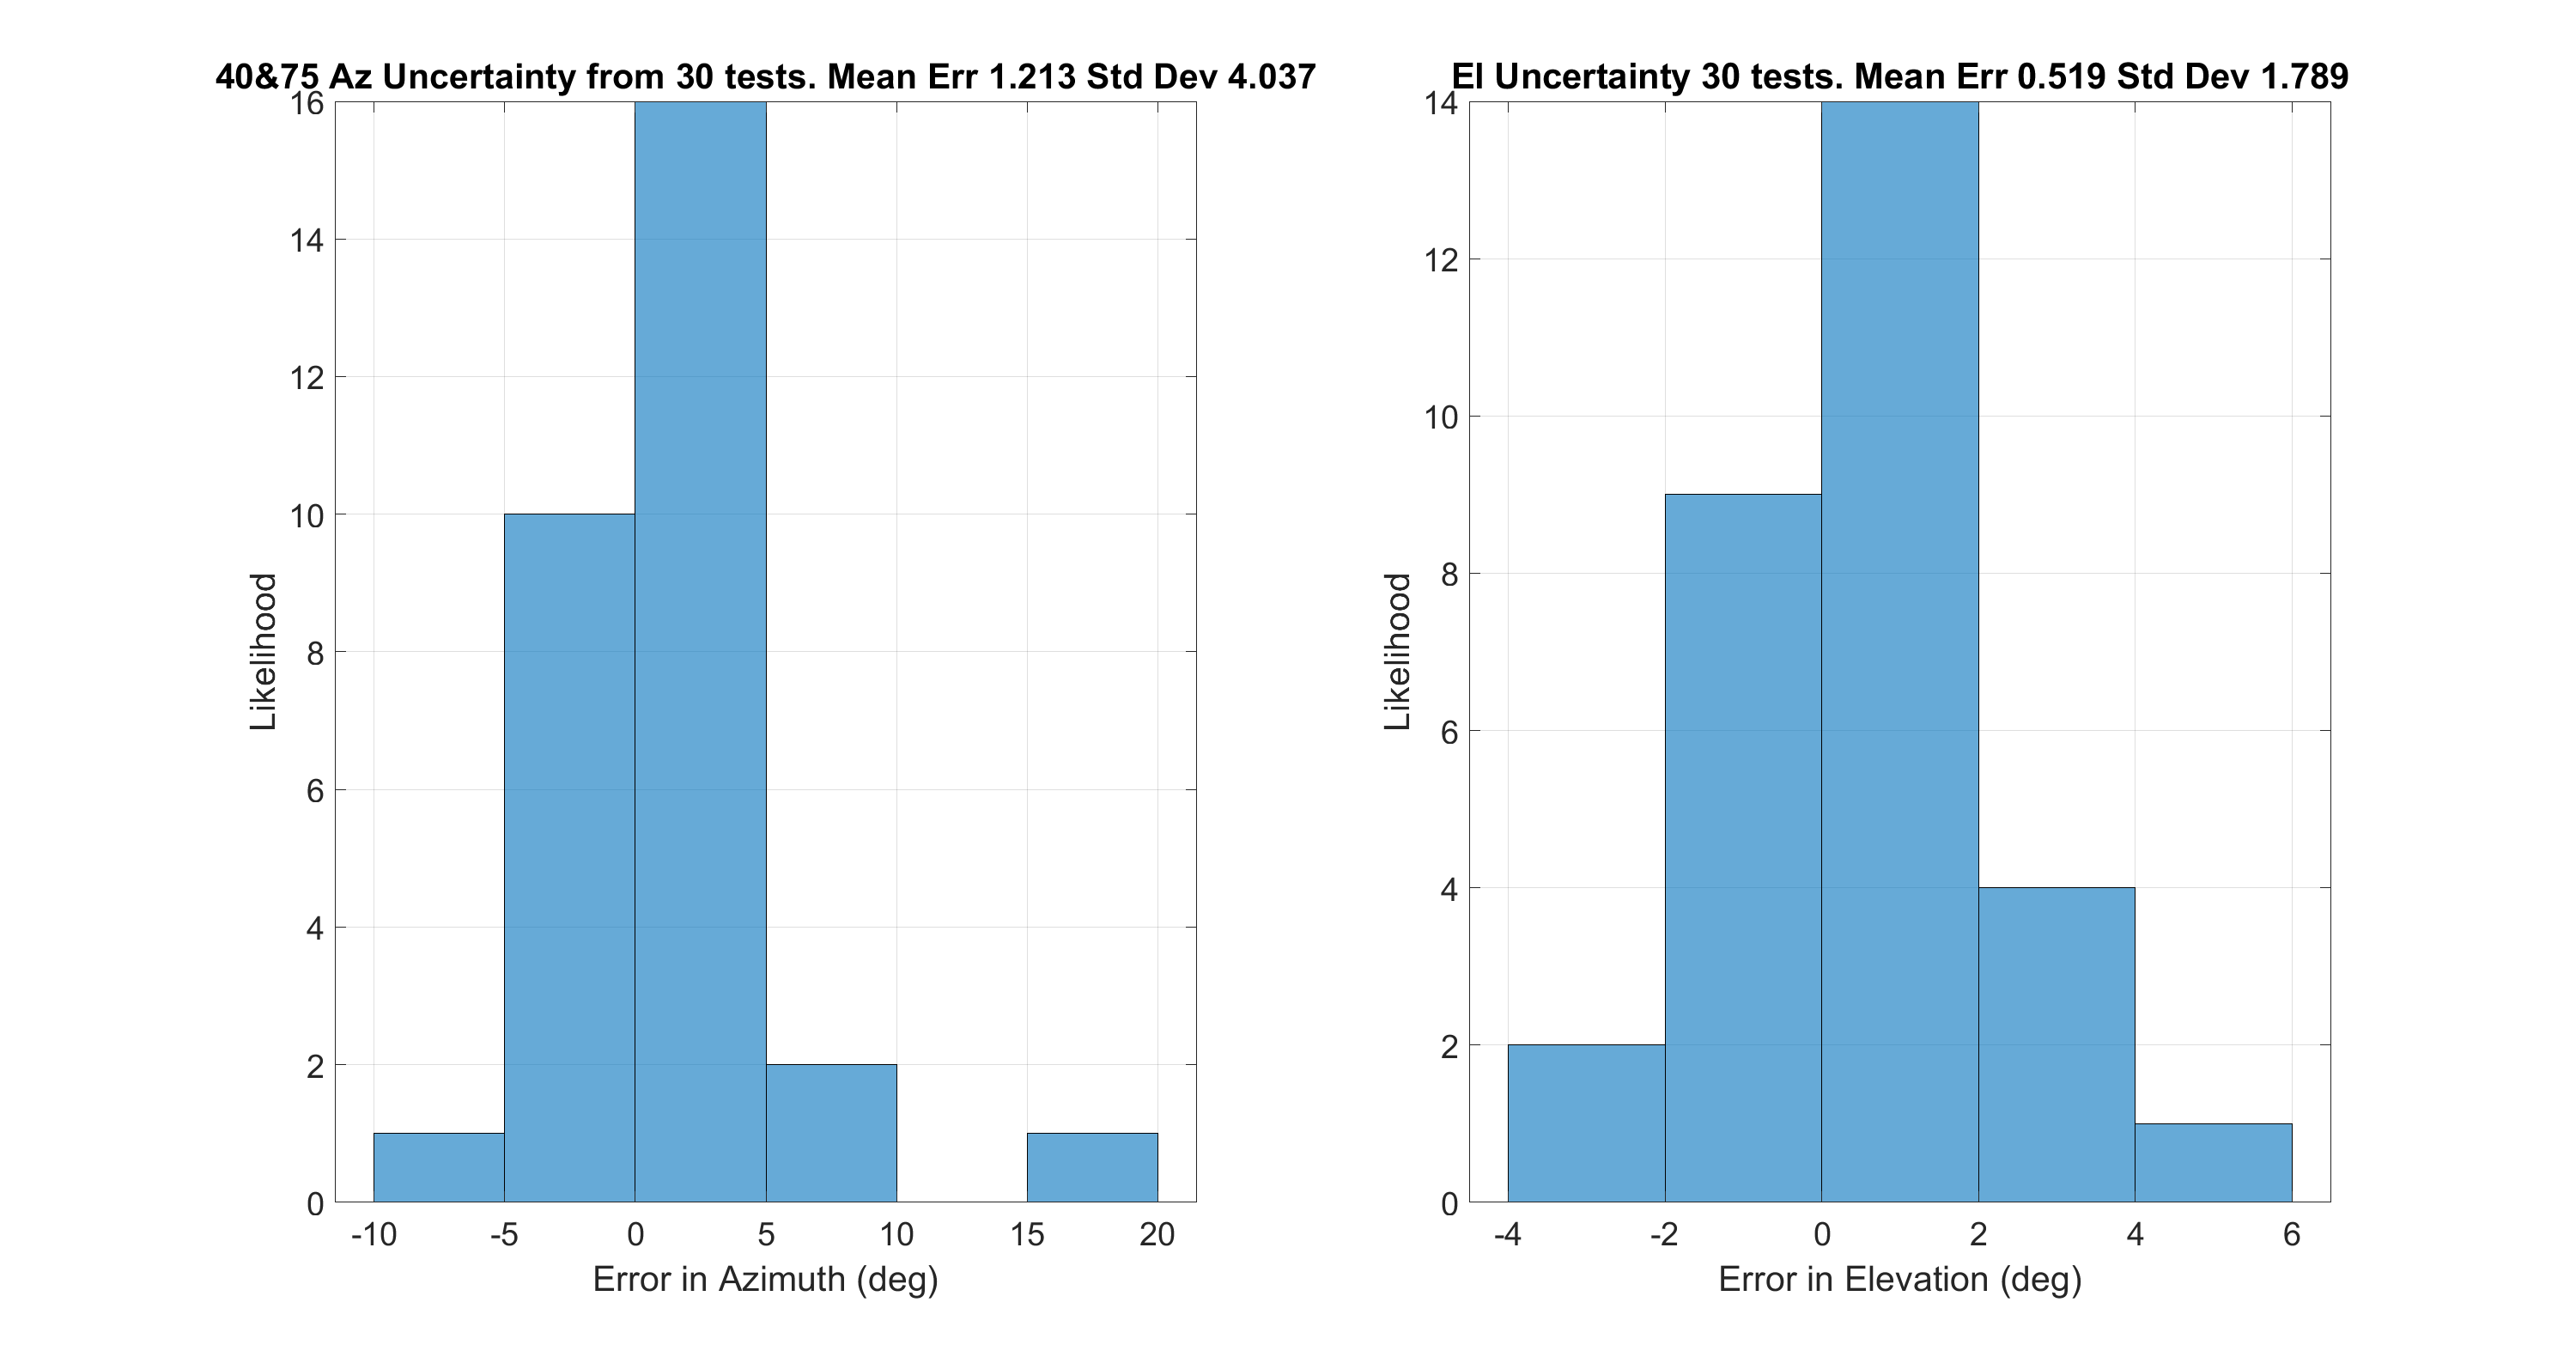 40&75 Az Uncertainty from 30 tests. Mean Err 1.213 Std Dev 4.037
16
14
12
10
8
6
4
2
0
Likelihood
-10 -5 0 5 10 15 20
Error in Azimuth (deg)
El Uncertainty 30 tests. Mean Err 0.519 Std Dev 1.789
14
12
10
8
6
4
2
0
Likelihood
-4 -2 0 2 4 6
Error in Elevation (deg)